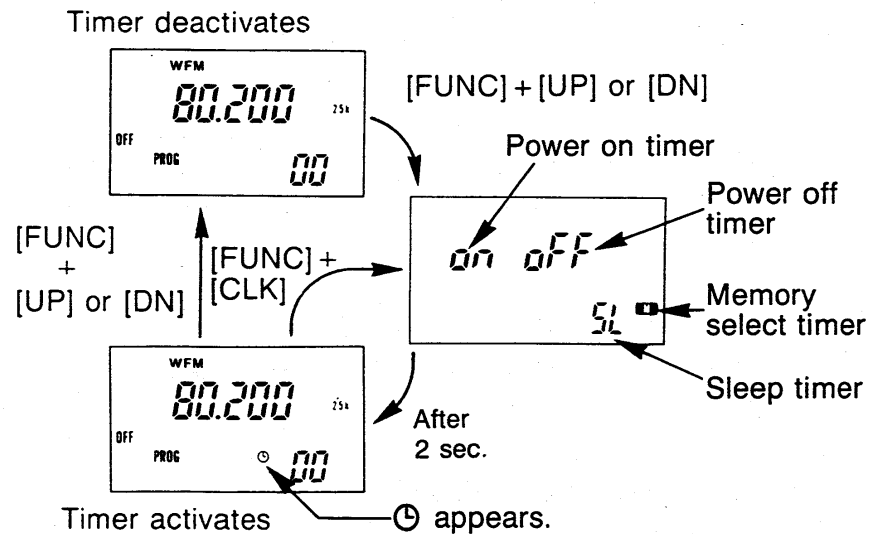 Timer deactivates
WFM
80.200 25k
OFF
PROG 00
[FUNC]+[UP] or [DN]
Power on timer
Power off
timer
on oFF
SL M
Memory
select timer
Sleep timer
[FUNC]
+
[UP] or [DN]
[FUNC]+
[CLK]
WFM
80.200 25k
OFF
PROG 00
After
2 sec.
Timer activates
appears.